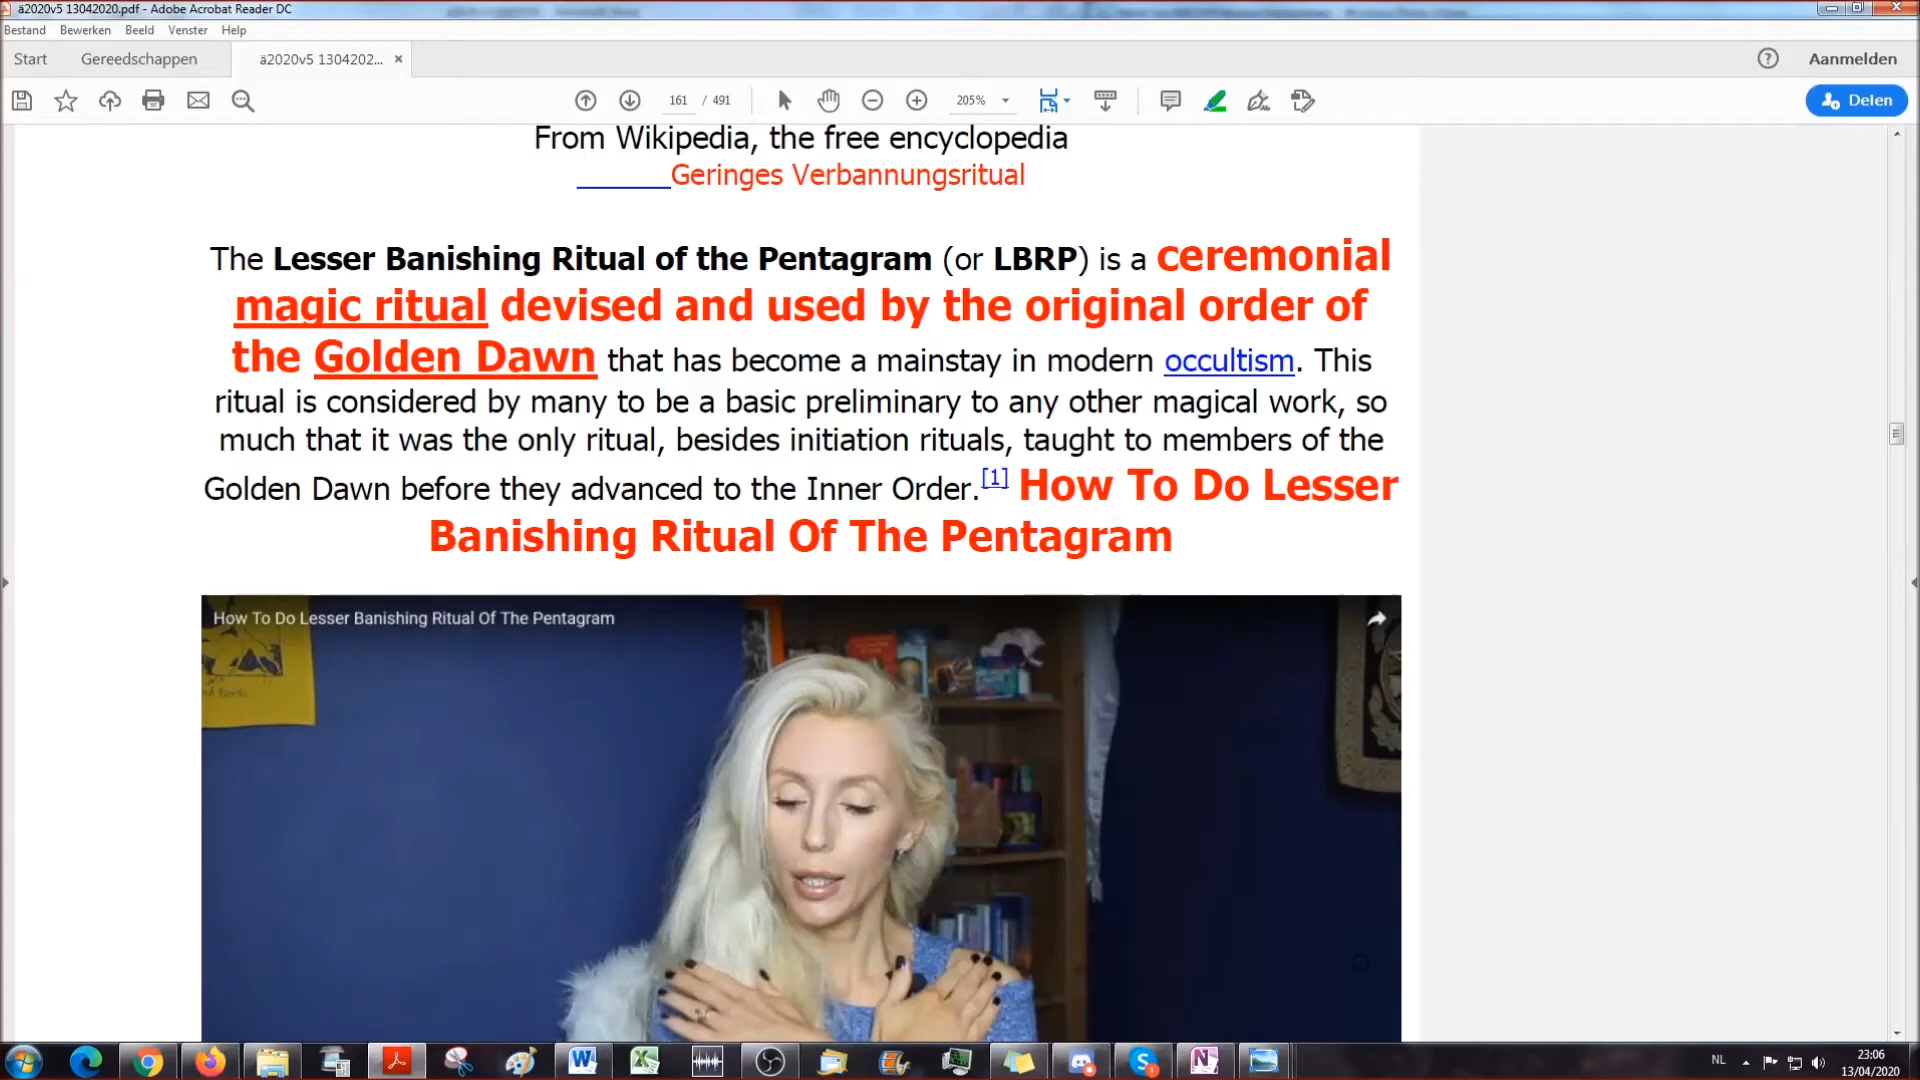 ä2020v5 13042020.pdf - Adobe Acrobat Reader DC
Bestand Bewerken Beeld Venster Help
Start Gereedschappen ä2020v5 1304202... × Aanmelden
161 / 491 205% Delen
From Wikipedia, the free encyclopedia
Geringes Verbannungsritual
The Lesser Banishing Ritual of the Pentagram (or LBRP) is a ceremonial
magic ritual devised and used by the original order of
the Golden Dawn that has become a mainstay in modern occultism. This
ritual is considered by many to be a basic preliminary to any other magical work, so
much that it was the only ritual, besides initiation rituals, taught to members of the
Golden Dawn before they advanced to the Inner Order.[1] How To Do Lesser
Banishing Ritual Of The Pentagram
How To Do Lesser Banishing Ritual Of The Pentagram
NL 23:06
13/04/2020